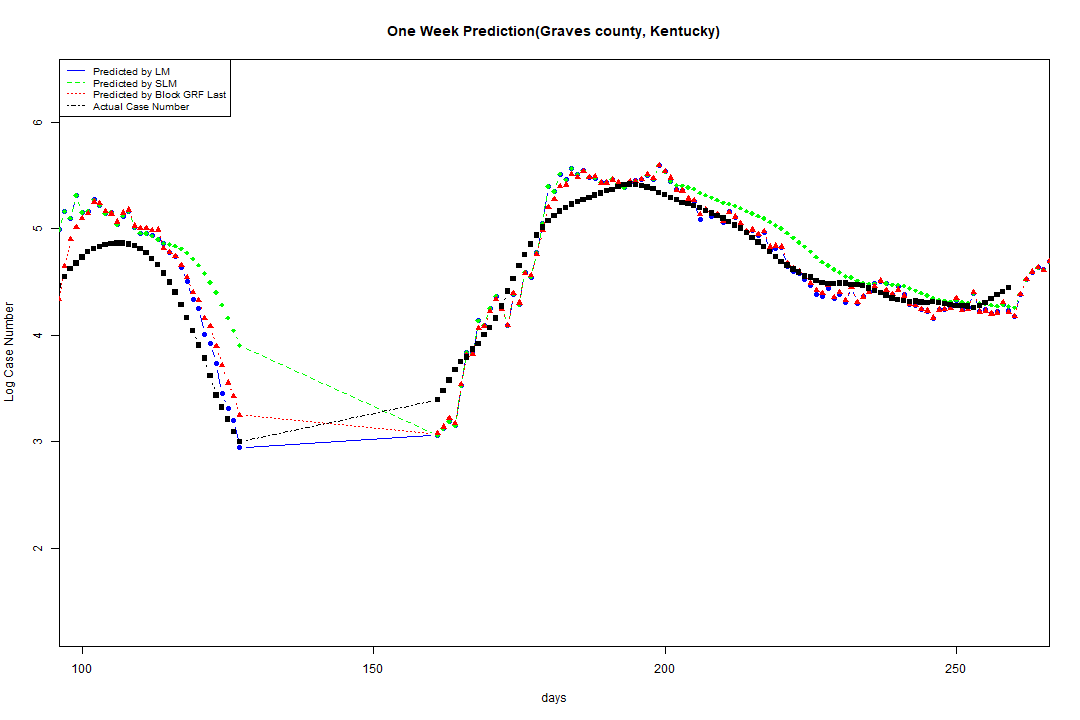 One Week Prediction(Graves county, Kentucky)
Predicted by LM
Predicted by SLM
Predicted by Block GRF Last
Actual Case Number
6
5
4
3
2
Log Case Number
100 150 200 250
days